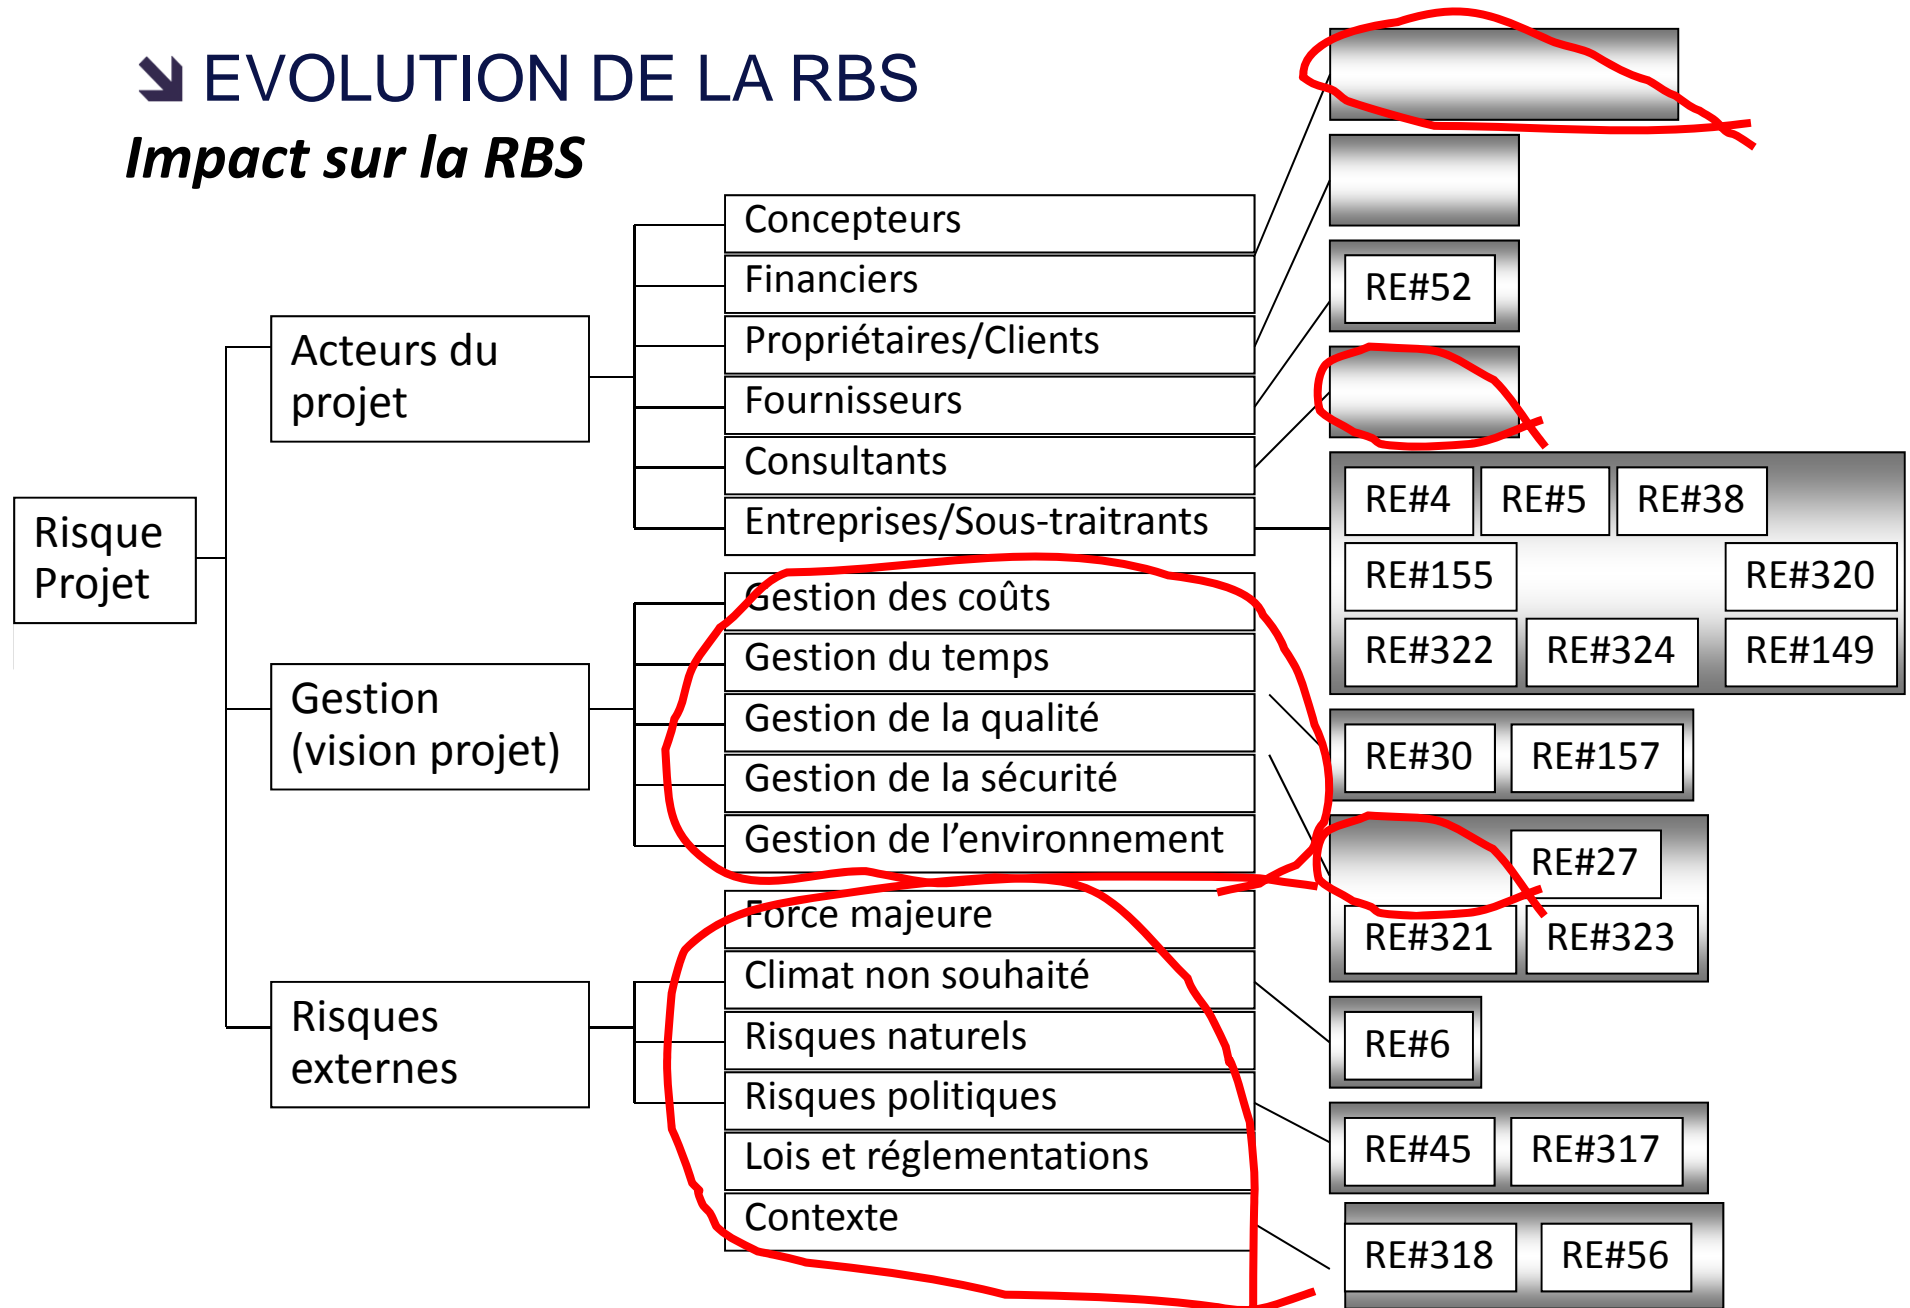 EVOLUTION DE LA RBS
Impact sur la RBS
Risque
Projet
Acteurs du
projet
Gestion
(vision projet)
Risques
externes
Concepteurs
Financiers
Propriétaires/Clients
Fournisseurs
Consultants
Entreprises/Sous-traitrants
Gestion des coûts
Gestion du temps
Gestion de la qualité
Gestion de la sécurité
Gestion de l’environnement
Force majeure
Climat non souhaité
Risques naturels
Risques politiques
Lois et réglementations
Contexte
RE#52
RE#4 RE#5 RE#38
RE#155 RE#320
RE#322 RE#324 RE#149
RE#30 RE#157
RE#27
RE#321 RE#323
RE#6
RE#45 RE#317
RE#318 RE#56